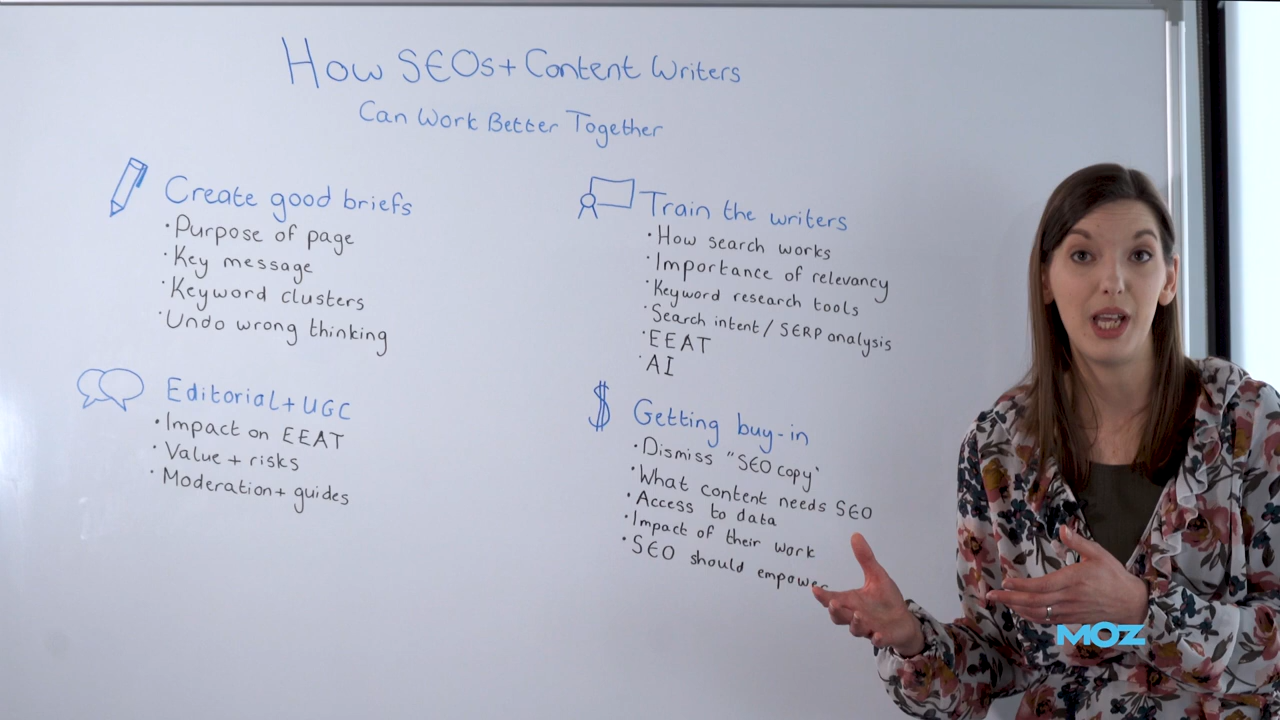 How SEOs + Content Writers
Can Work Better Together
Create good briefs
· Purpose of page
· Key message
· Keyword clusters
· Undo wrong thinking
Editorial + UGC
· Impact on EEAT
· Value + risks
· Moderation + guides
Train the writers
· How search works
· Importance of relevancy
· Keyword research tools
· Search intent / SERP analysis
· EEAT
· AI
$ Getting buy-in
· Dismiss "SEO copy"
· What content needs SEO
· Access to data
· Impact of their work
· SEO should empower
MOZ